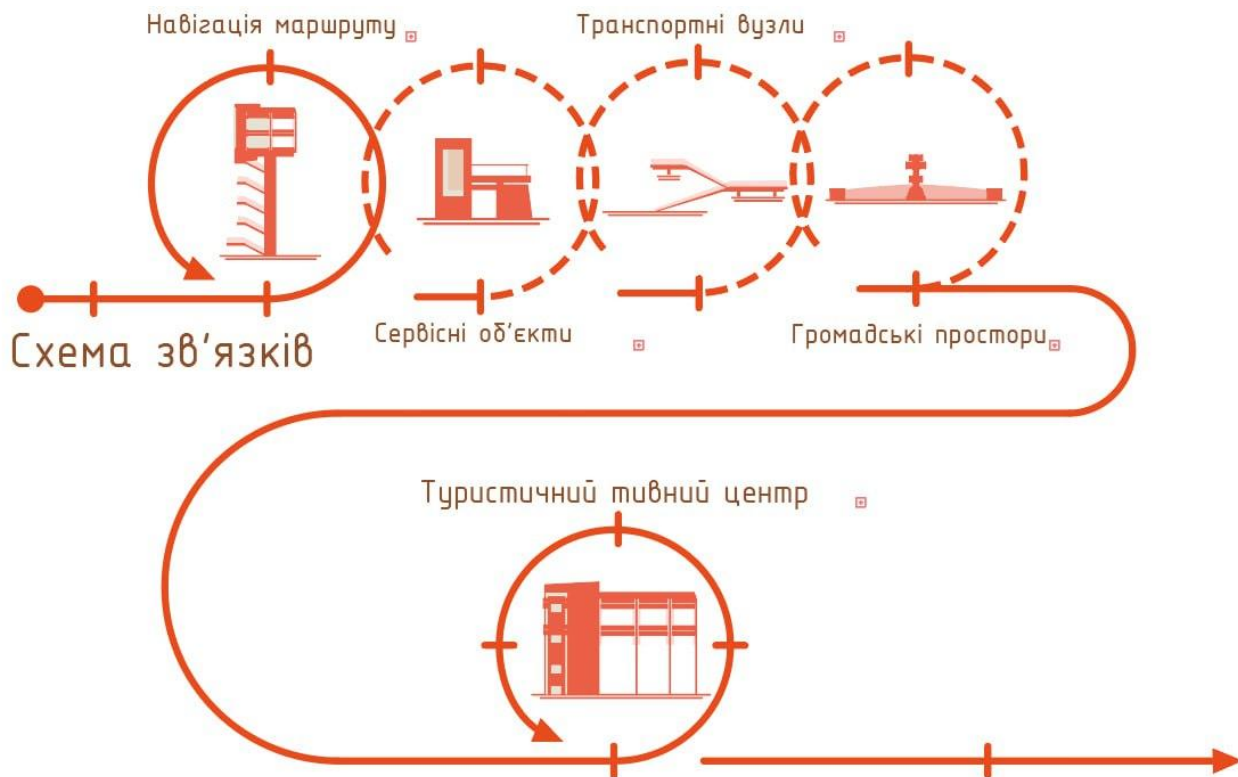 Навігація маршруту
Транспортні вузли
Схема зв'язків
Сервісні об'єкти
Громадські простори
Туристичний тивний центр